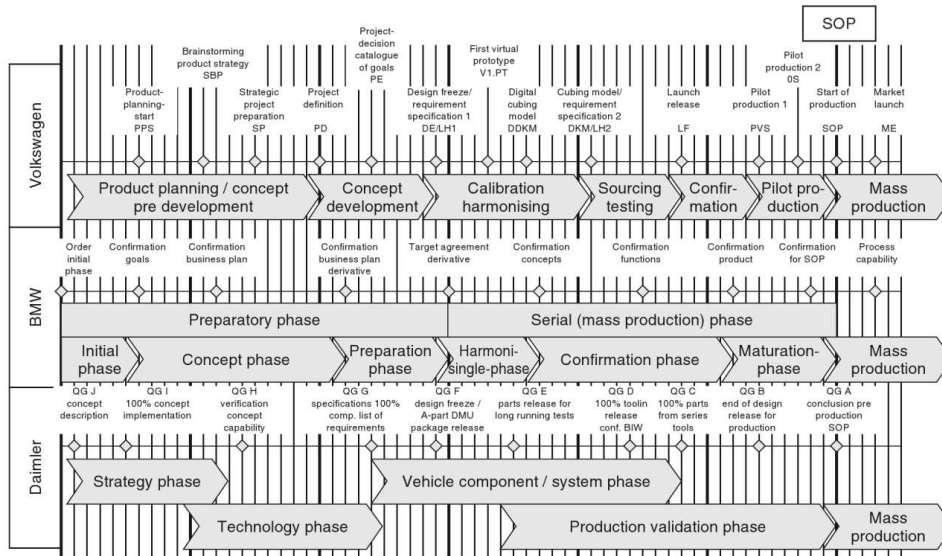 SOP
Volkswagen
Product-
planning-
start
PPS
Brainstorming
product strategy
SBP
Strategic
project
preparation
SP
Project
definition
PD
Project-
decision
catalogue
of goals
PE
Design freeze/
requirement
specification 1
DE/LH1
First virtual
prototype
V1.PT
Digital
cubing
model
DDKM
Cubing model/
requirement
specification 2
DKM/LH2
Launch
release
LF
Pilot
production 1
PVS
Pilot
production 2
0S
Start of
production
SOP
Market
launch
ME
Product planning / concept
pre development
Concept
development
Calibration
harmonising
Sourcing
testing
Confir-
mation
Pilot pro-
duction
Mass
production
BMW
Order
initial
phase
Confirmation
goals
Confirmation
business plan
Confirmation
business plan
derivative
Target agreement
derivative
Confirmation
concepts
Confirmation
functions
Confirmation
product
Confirmation
for SOP
Process
capability
Preparatory phase
Serial (mass production) phase
Initial
phase
Concept phase
Preparation
phase
Harmoni-
single-phase
Confirmation phase
Maturation-
phase
Mass
production
Daimler
QG J
concept
description
QG I
100% concept
implementation
QG H
verification
concept
capability
QG G
specifications 100%
comp. list of
requirements
QG F
design freeze /
A-part DMU
package release
QG E
parts release for
long running tests
QG D
100% toolin
release
conf. BIW
QG C
100% parts
from series
tools
QG B
end of design
release for
production
QG A
conclusion pre
production
SOP
Strategy phase
Vehicle component / system phase
Technology phase
Production validation phase
Mass
production